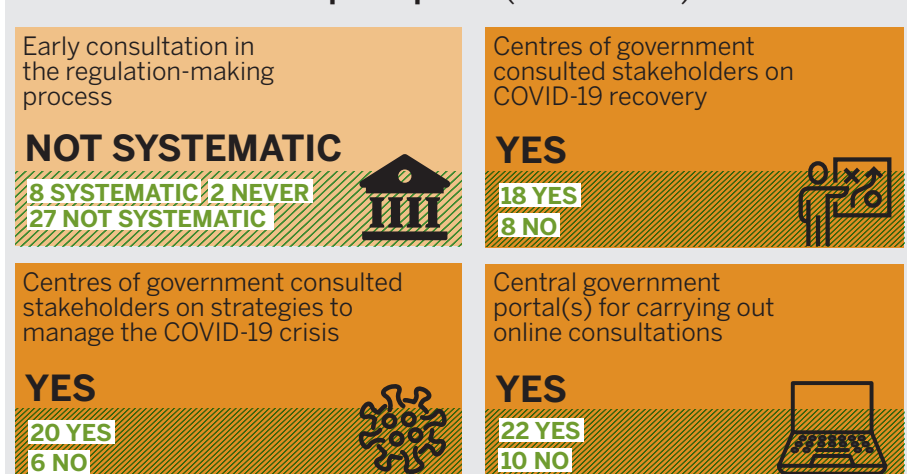 Early consultation in
the regulation-making
process
NOT SYSTEMATIC
8 SYSTEMATIC 2 NEVER
27 NOT SYSTEMATIC
Centres of government
consulted stakeholders on
COVID-19 recovery
YES
18 YES
8 NO
Centres of government consulted
stakeholders on strategies to
manage the COVID-19 crisis
YES
20 YES
6 NO
Central government
portal(s) for carrying out
online consultations
YES
22 YES
10 NO